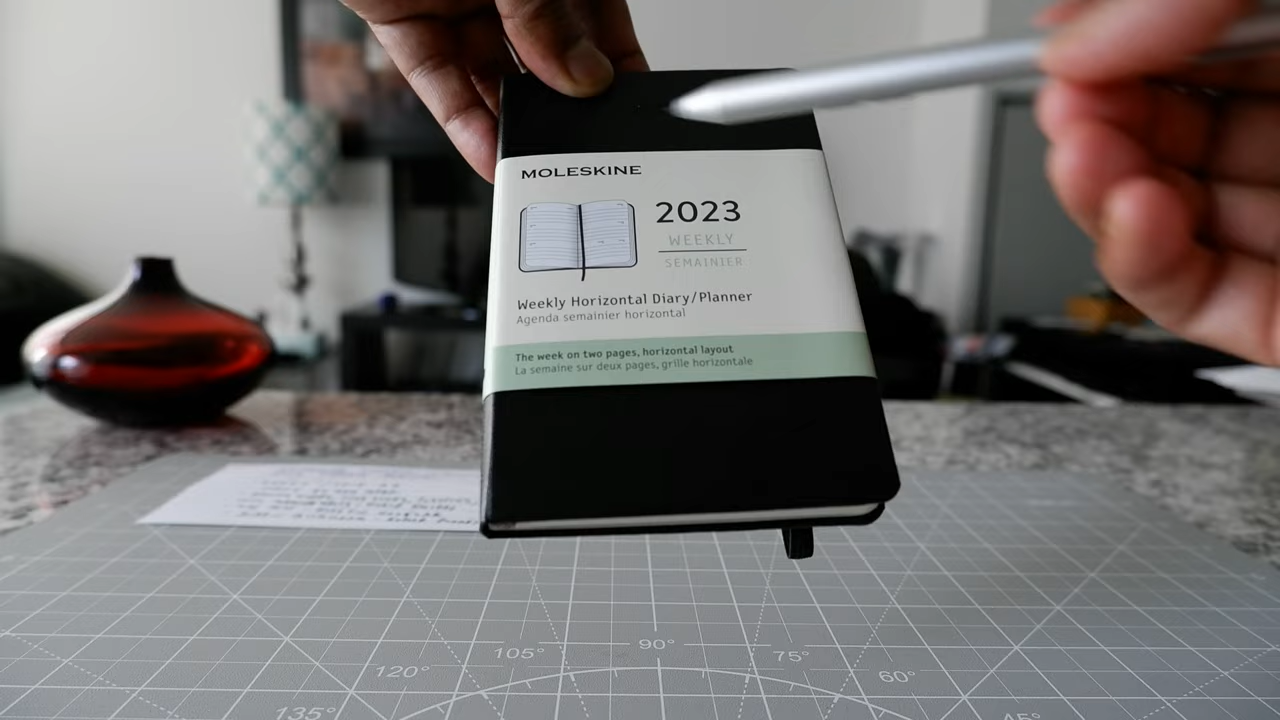 MOLESKINE
2023
WEEKLY
SEMAINIER
Weekly Horizontal Diary/Planner
Agenda semainier horizontal
The week on two pages, horizontal layout
La semaine sur deux pages, grille horizontale
90°
105°
75°
120°
60°
135°
45°